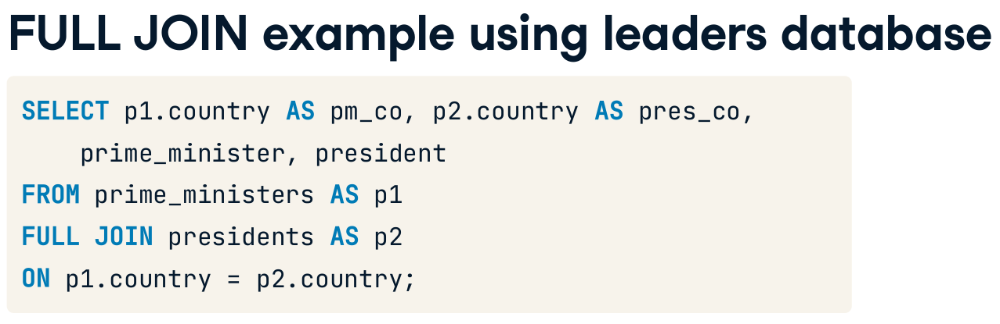 FULL JOIN example using leaders database
SELECT p1.country AS pm_co, p2.country AS pres_co,
    prime_minister, president
FROM prime_ministers AS p1
FULL JOIN presidents AS p2
ON p1.country = p2.country;